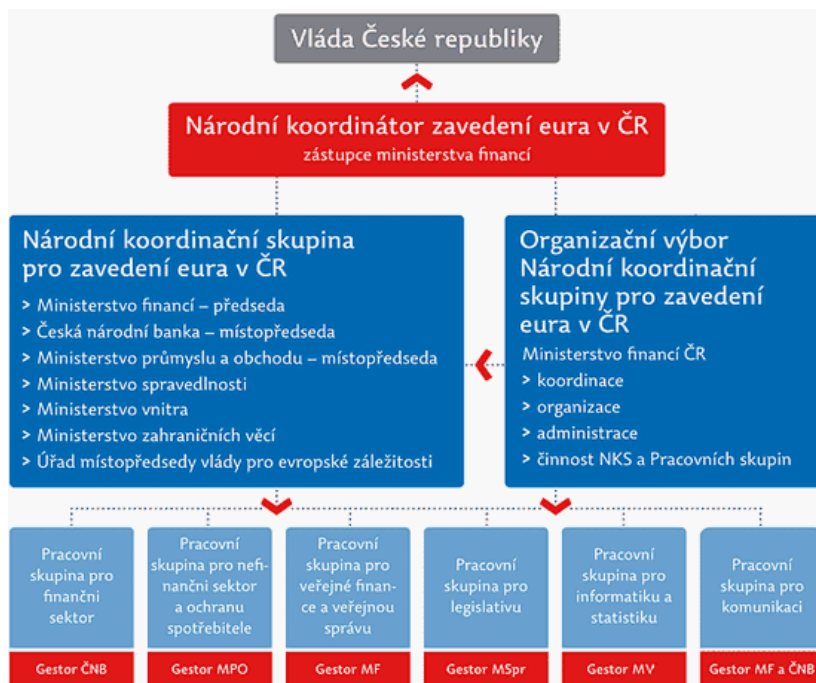 Vláda České republiky
Národní koordinátor zavedení eura v ČR
zástupce ministerstva financí
Národní koordinační skupina
pro zavedení eura v ČR
> Ministerstvo financí – předseda
> Česká národní banka – místopředseda
> Ministerstvo průmyslu a obchodu – místopředseda
> Ministerstvo spravedlnosti
> Ministerstvo vnitra
> Ministerstvo zahraničních věcí
> Úřad místopředsedy vlády pro evropské záležitosti
Organizační výbor
Národní koordinační
skupiny pro zavedení
eura v ČR
Ministerstvo financí ČR
> koordinace
> organizace
> administrace
> činnost NKS a Pracovních skupin
Pracovní
skupina pro
finanční
sektor
Gestor ČNB
Pracovní
skupina pro nefi-
nanční sektor
a ochranu
spotřebitele
Gestor MPO
Pracovní
skupina pro
veřejné finan-
ce a veřejnou
správu
Gestor MF
Pracovní
skupina pro
legislativu
Gestor MSpr
Pracovní
skupina pro
informatiku a
statistiku
Gestor MV
Pracovní
skupina pro
komunikaci
Gestor MF a ČNB